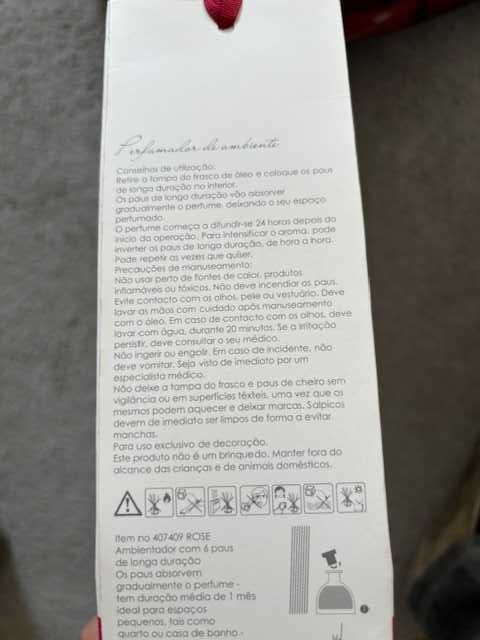 Perfumador de ambiente
Conselhos de utilização:
Retire a tampa do frasco de óleo e coloque os paus
de longa duração no interior.
Os paus de longa duração vão absorver
gradualmente o perfume, deixando o seu espaço
perfumado.
O perfume começa a difundir-se 24 horas depois do
início da operação. Para intensificar o aroma, pode
inverter os paus de longa duração, de hora a hora.
Pode repetir as vezes que quiser.
Precauções de manuseamento:
Não usar perto de fontes de calor, produtos
inflamáveis ou tóxicos. Não deve incendiar os paus.
Evite contacto com os olhos, pele ou vestuário. Deve
lavar as mãos com cuidado após manuseamento
com o óleo. Em caso de contacto com os olhos, deve
lavar com água, durante 20 minutos. Se a irritação
persistir, deve consultar o seu médico.
Não ingerir ou engolir. Em caso de incidente, não
deve vomitar. Seja visto de imediato por um
especialista médico.
Não deixe a tampa do frasco e paus de cheiro sem
vigilância ou em superfícies têxteis, uma vez que os
mesmos podem aquecer e deixar marcas. Salpicos
devem de imediato ser limpos de forma a evitar
manchas.
Para uso exclusivo de decoração.
Este produto não é um brinquedo. Manter fora do
alcance das crianças e de animais domésticos.
Item no 407409 ROSE
Ambientador com 6 paus
de longa duração
Os paus absorvem
gradualmente o perfume -
tem duração média de 1 mês
ideal para espaços
pequenos, tais como
quarto ou casa de banho -